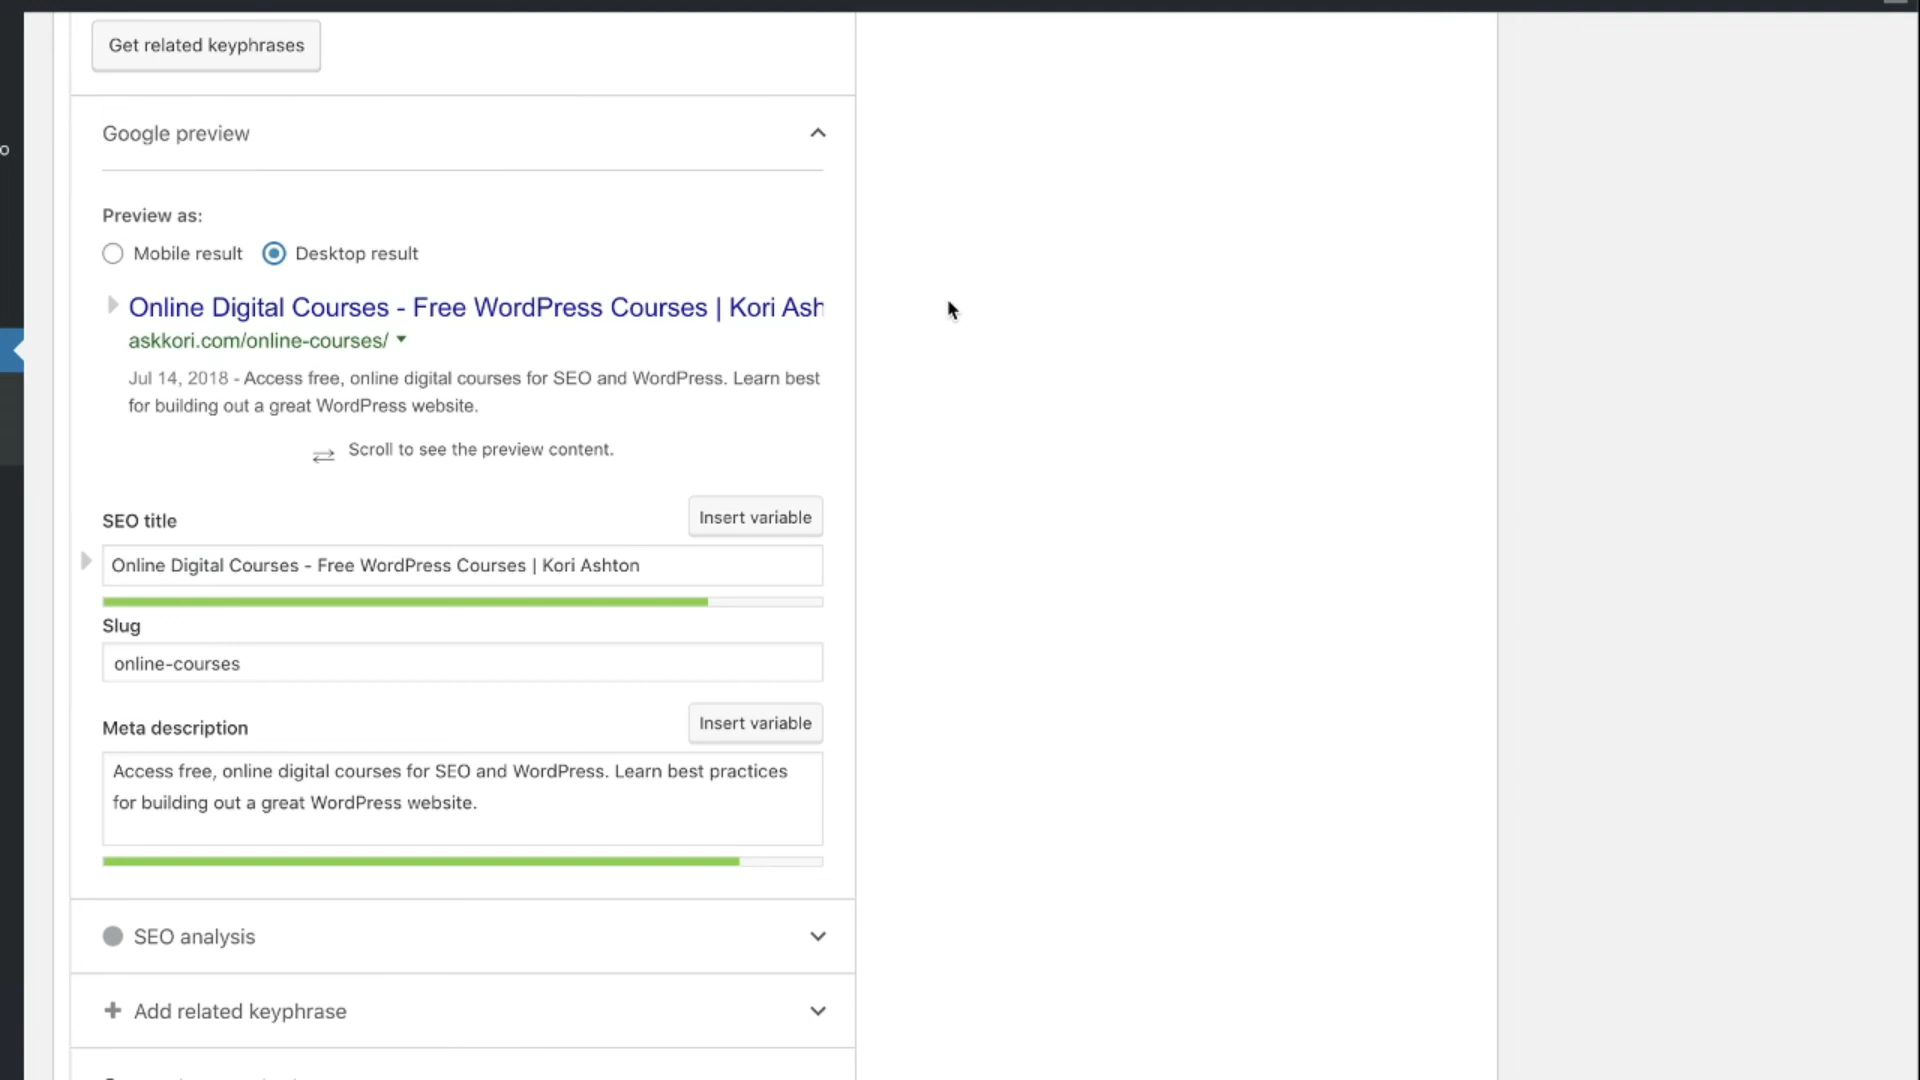 Get related keyphrases
Google preview
o
Preview as:
Mobile result Desktop result
Online Digital Courses - Free WordPress Courses | Kori Ash
askkori.com/online-courses/
Jul 14, 2018 - Access free, online digital courses for SEO and WordPress. Learn best
for building out a great WordPress website.
Scroll to see the preview content.
SEO title Insert variable
Online Digital Courses - Free WordPress Courses | Kori Ashton
Slug
online-courses
Meta description Insert variable
Access free, online digital courses for SEO and WordPress. Learn best practices
for building out a great WordPress website.
SEO analysis
Add related keyphrase